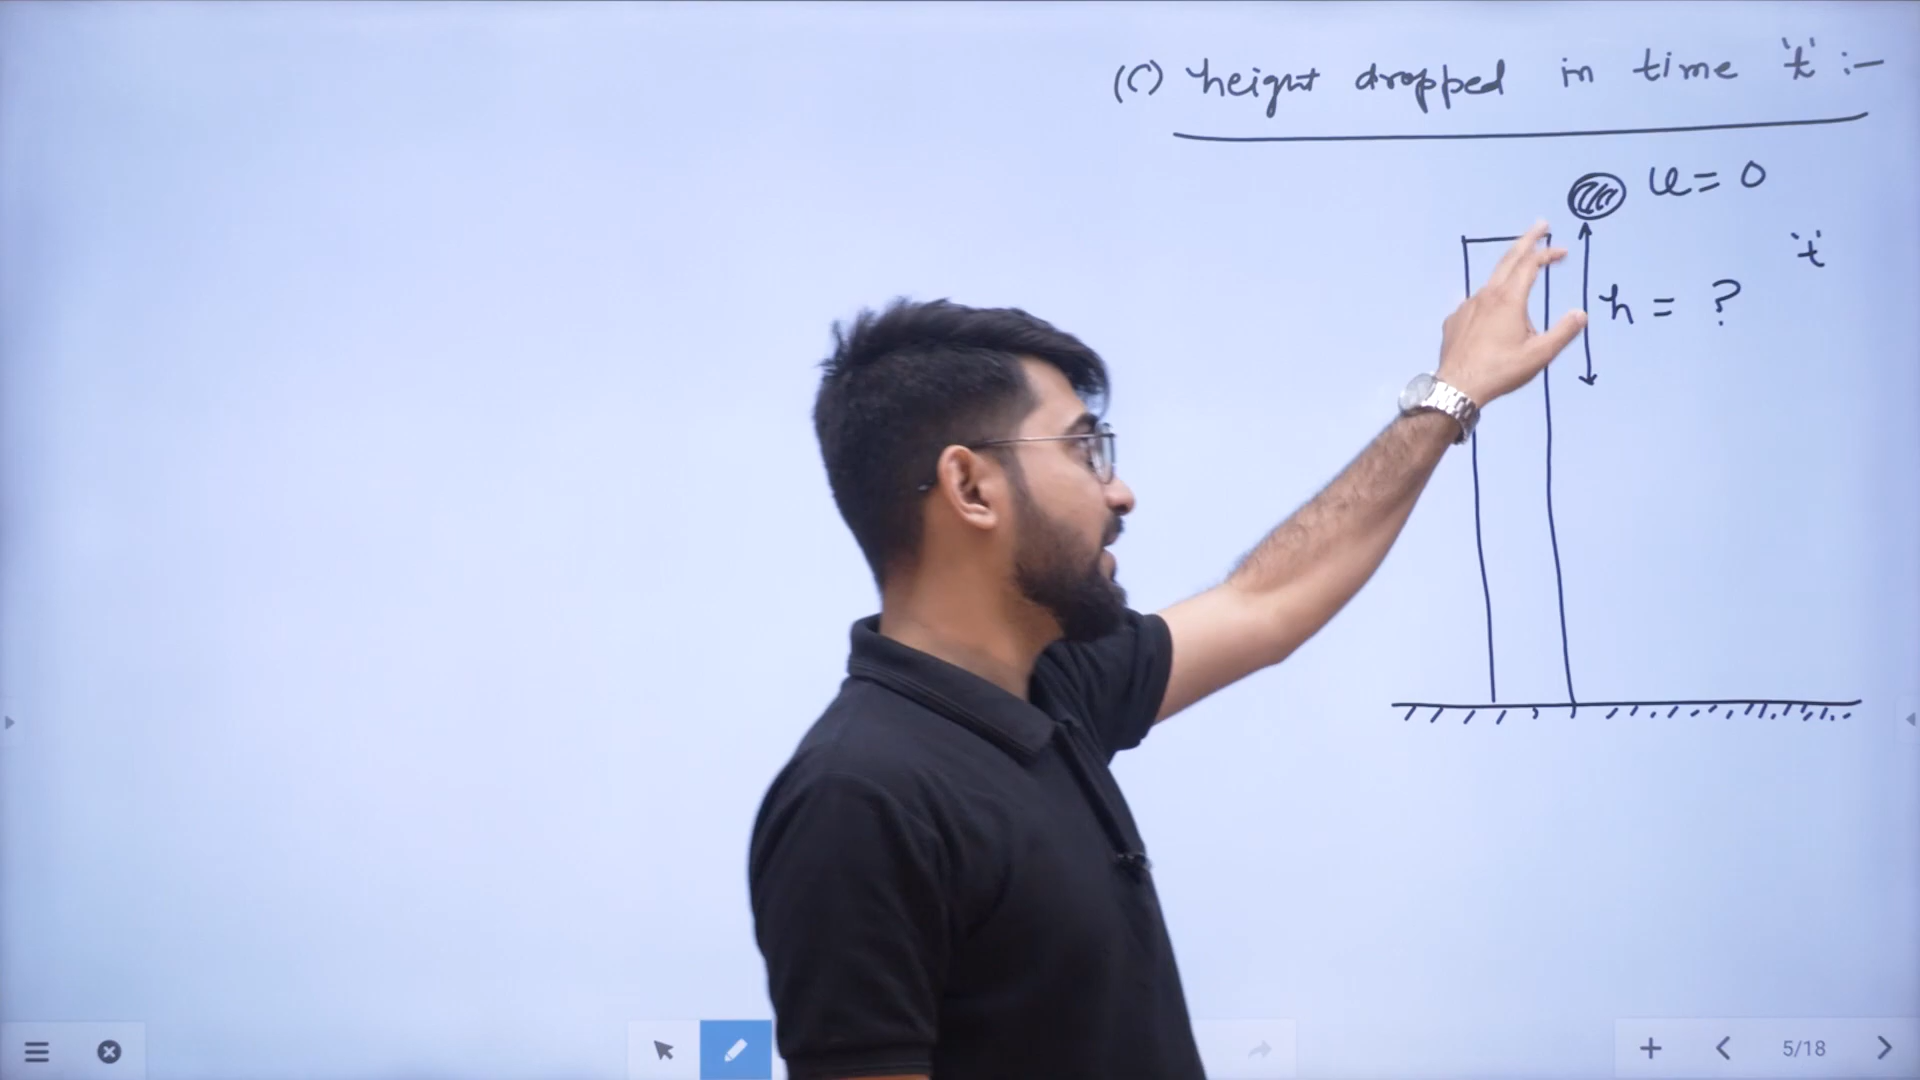 (C) height dropped in time 't' :-
u = 0
't'
h = ?
5/18